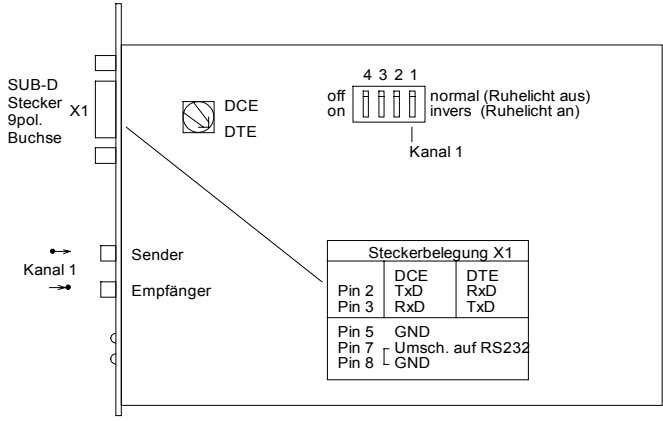 SUB-D
Stecker X1
9pol.
Buchse
DCE
DTE
4 3 2 1
off normal (Ruhelicht aus)
on invers (Ruhelicht an)
Kanal 1
Sender
Kanal 1
Empfänger
Steckerbelegung X1
DCE DTE
Pin 2 TxD RxD
Pin 3 RxD TxD
Pin 5 GND
Pin 7 Umsch. auf RS232
Pin 8 GND